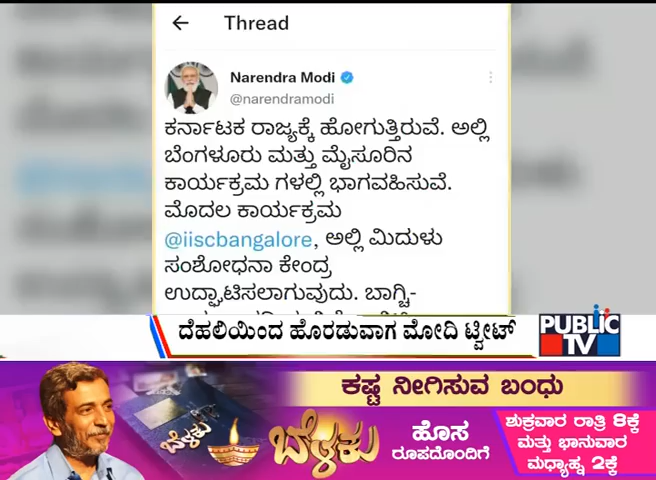 Thread
Narendra Modi
@narendramodi
ಕರ್ನಾಟಕ ರಾಜ್ಯಕ್ಕೆ ಹೋಗುತ್ತಿರುವೆ. ಅಲ್ಲಿ
ಬೆಂಗಳೂರು ಮತ್ತು ಮೈಸೂರಿನ
ಕಾರ್ಯಕ್ರಮ ಗಳಲ್ಲಿ ಭಾಗವಹಿಸುವೆ.
ಮೊದಲ ಕಾರ್ಯಕ್ರಮ
@iiscbangalore, ಅಲ್ಲಿ ಮಿದುಳು
ಸಂಶೋಧನಾ ಕೇಂದ್ರ
ಉದ್ಘಾಟಿಸಲಾಗುವುದು. ಬಾಗ್ಚಿ-
ದೆಹಲಿಯಿಂದ ಹೊರಡುವಾಗ ಮೋದಿ ಟ್ವೀಟ್
PUBLIC
TV
ಕಷ್ಟ ನೀಗಿಸುವ ಬಂಧು
ಬೆಳಕು
ಬೆಳಕು
ಹೊಸ
ರೂಪದೊಂದಿಗೆ
ಶುಕ್ರವಾರ ರಾತ್ರಿ 8ಕ್ಕೆ
ಮತ್ತು ಭಾನುವಾರ
ಮಧ್ಯಾಹ್ನ 2ಕ್ಕೆ